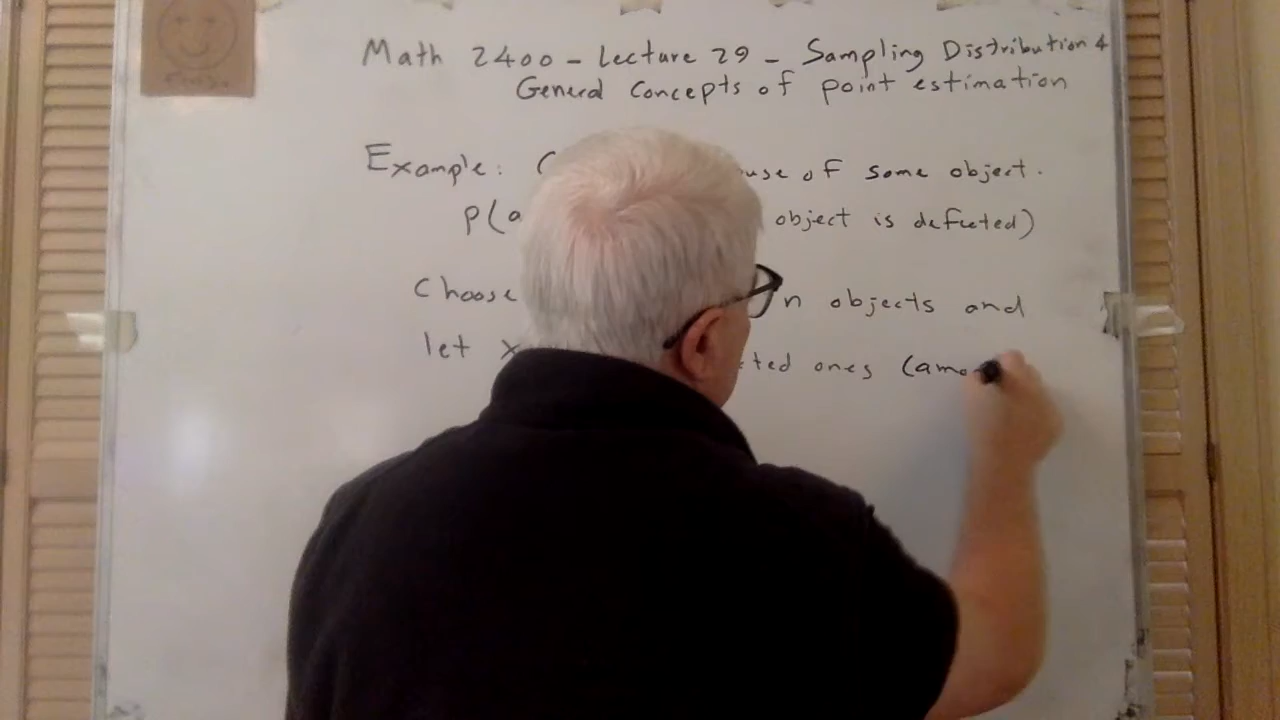 Math 2400 - Lecture 29 - Sampling Distribution 4
General Concepts of point estimation
Example: use of some object.
P(a object is defected)
Choose n objects and
let x ted ones (amo